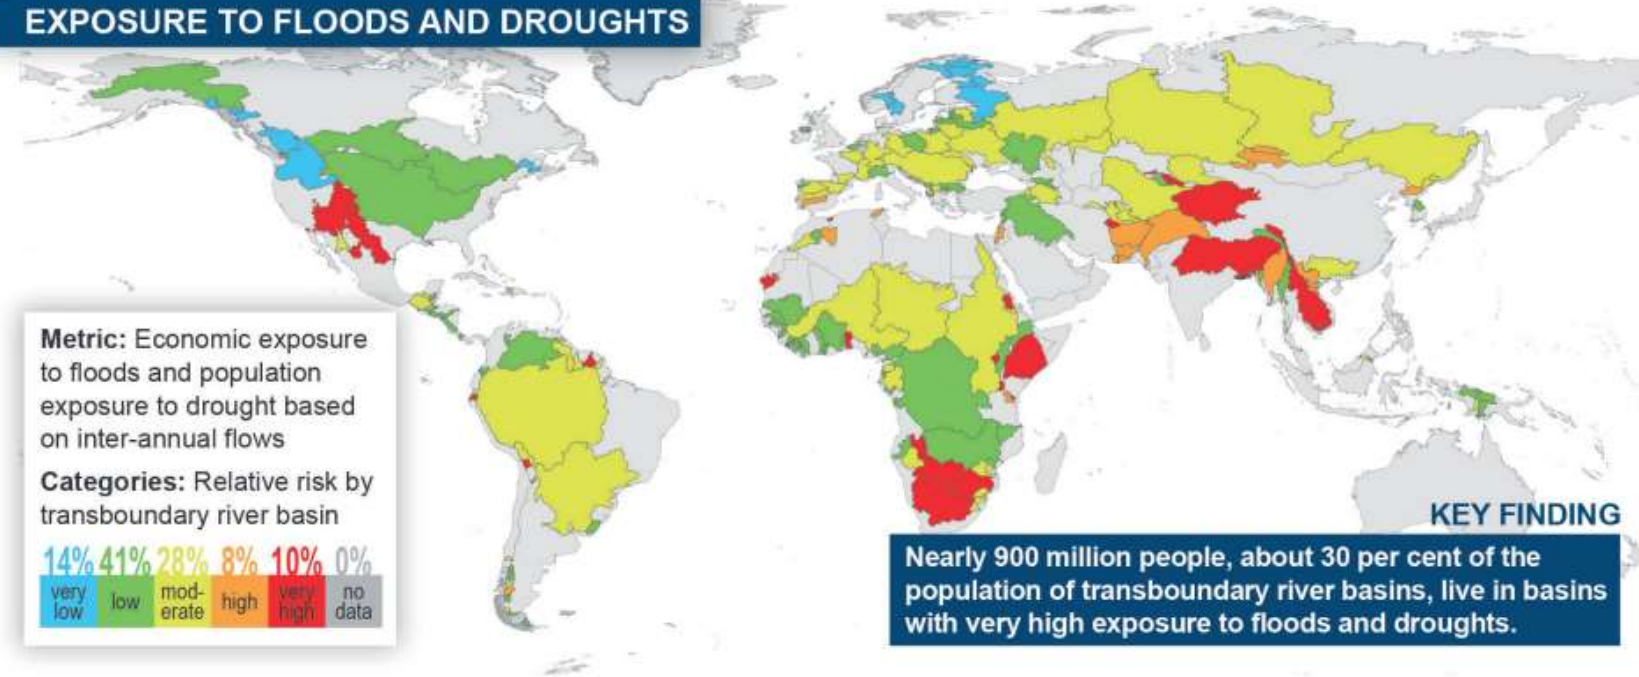 EXPOSURE TO FLOODS AND DROUGHTS
Metric: Economic exposure
to floods and population
exposure to drought based
on inter-annual flows
Categories: Relative risk by
transboundary river basin
14% 41% 28% 8% 10% 0%
very low
low
mod-erate
high
very high
no data
KEY FINDING
Nearly 900 million people, about 30 per cent of the
population of transboundary river basins, live in basins
with very high exposure to floods and droughts.